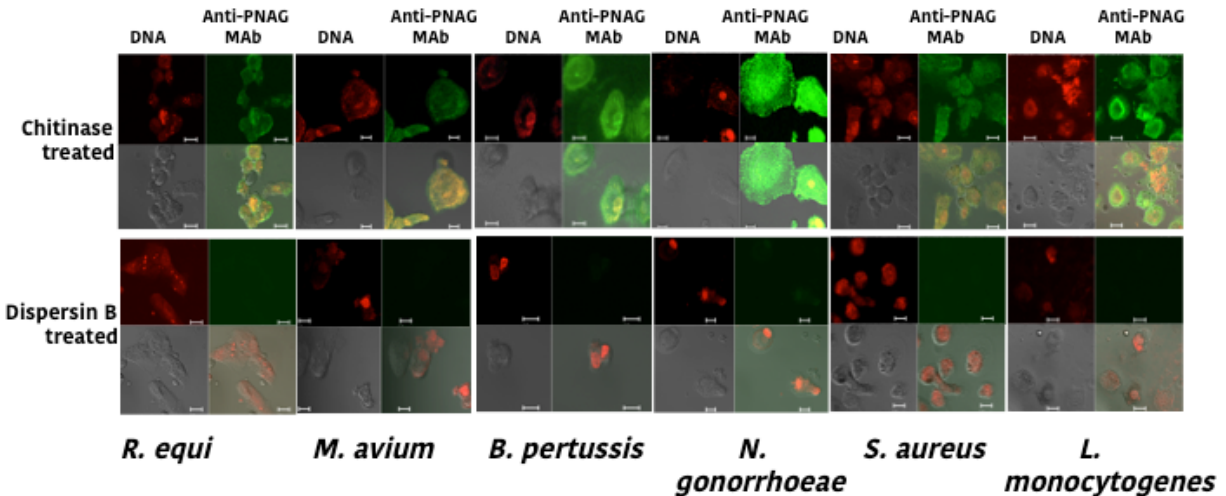 Anti-PNAG Anti-PNAG Anti-PNAG Anti-PNAG Anti-PNAG Anti-PNAG
DNA MAb DNA MAb DNA MAb DNA MAb DNA MAb DNA MAb
Chitinase
treated
Dispersin B
treated
R. equi M. avium B. pertussis N. S. aureus L.
gonorrhoeae monocytogenes